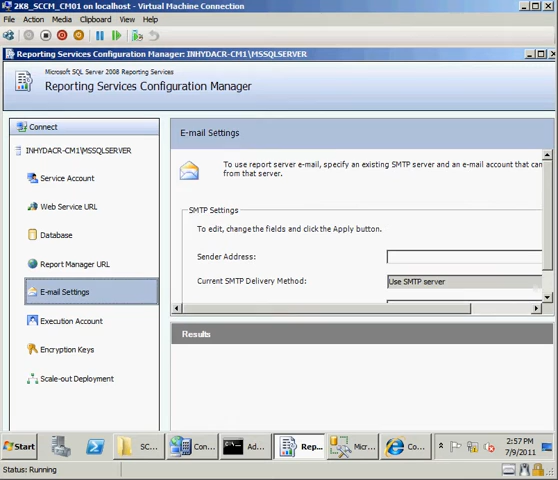 2K8_SCCM_CM01 on localhost - Virtual Machine Connection
File Action Media Clipboard View Help
Reporting Services Configuration Manager: INHYDACR-CM1\MSSQLSERVER
Microsoft SQL Server 2008 Reporting Services
Reporting Services Configuration Manager
Connect
INHYDACR-CM1\MSSQLSERVER
Service Account
Web Service URL
Database
Report Manager URL
E-mail Settings
Execution Account
Encryption Keys
Scale-out Deployment
E-mail Settings
To use report server e-mail, specify an existing SMTP server and an e-mail account that can
from that server.
SMTP Settings
To edit, change the fields and click the Apply button.
Sender Address:
Current SMTP Delivery Method: Use SMTP server
Results
Start SC... Con... Ad... Rep... Micr... Co... 2:57 PM
7/9/2011
Status: Running